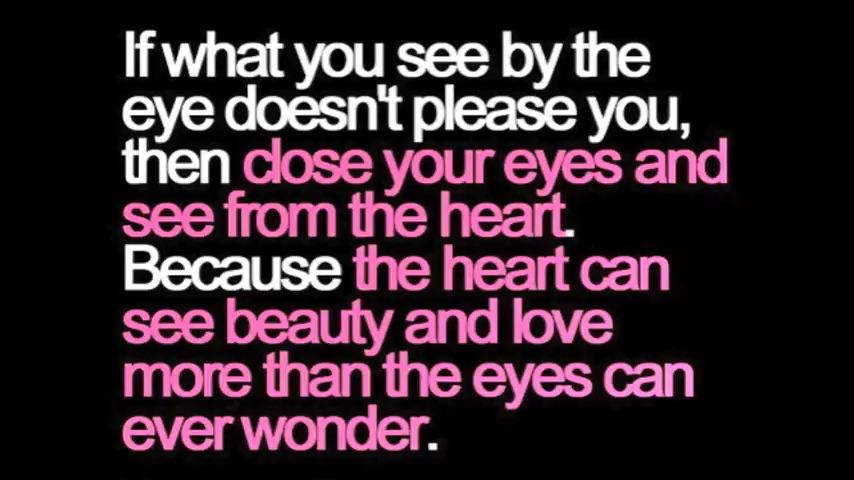 If what you see by the
eye doesn't please you,
then close your eyes and
see from the heart.
Because the heart can
see beauty and love
more than the eyes can
ever wonder.